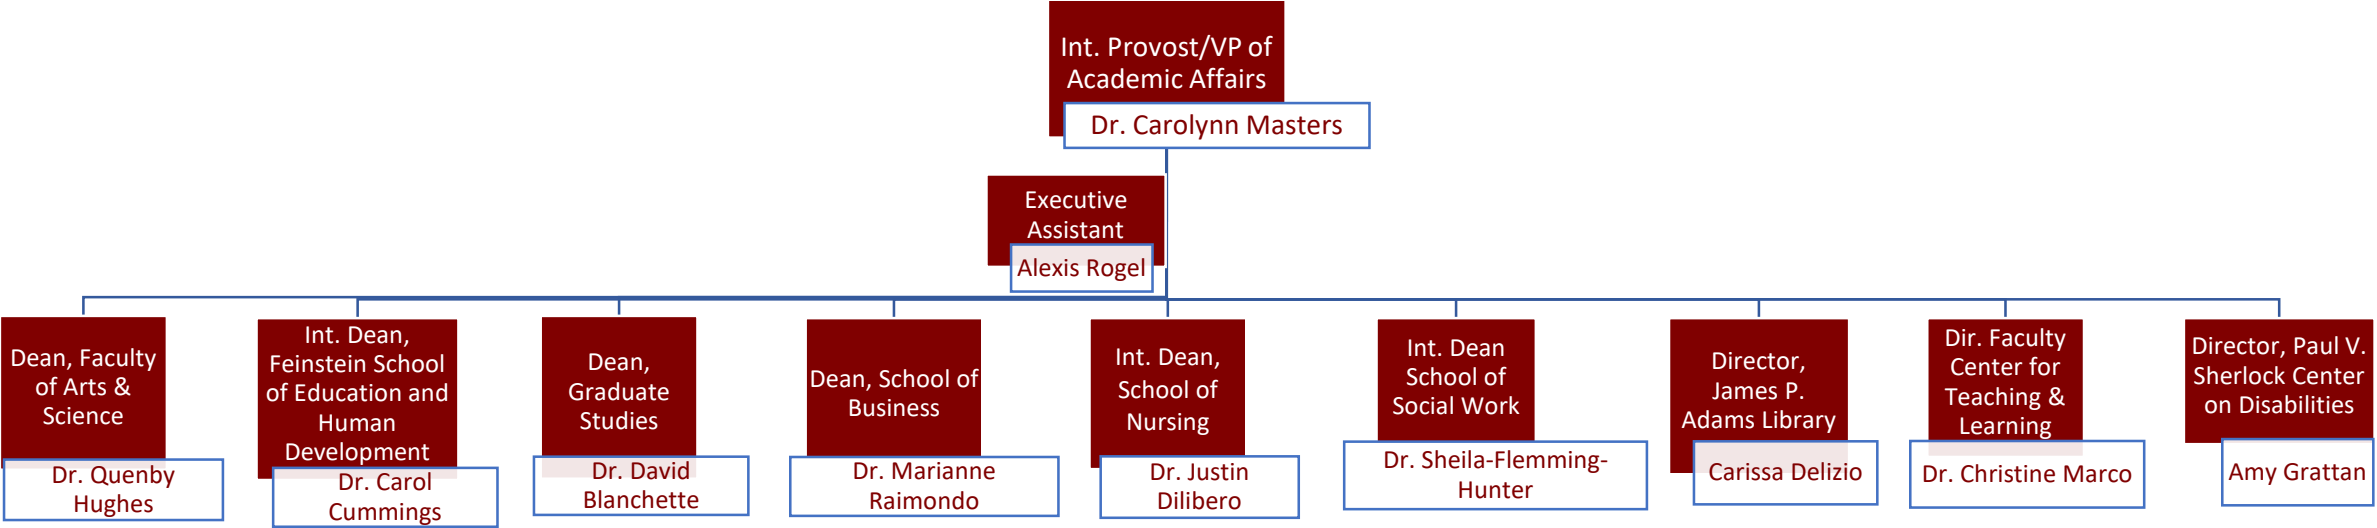 Int. Provost/VP of
Academic Affairs
Dr. Carolynn Masters
Executive
Assistant
Alexis Rogel
Dean, Faculty
of Arts &
Science
Dr. Quenby
Hughes
Int. Dean,
Feinstein School
of Education and
Human
Development
Dr. Carol
Cummings
Dean,
Graduate
Studies
Dr. David
Blanchette
Dean, School of
Business
Dr. Marianne
Raimondo
Int. Dean,
School of
Nursing
Dr. Justin
Dilibero
Int. Dean
School of
Social Work
Dr. Sheila-Flemming-
Hunter
Director,
James P.
Adams Library
Carissa Delizio
Dir. Faculty
Center for
Teaching &
Learning
Dr. Christine Marco
Director, Paul V.
Sherlock Center
on Disabilities
Amy Grattan